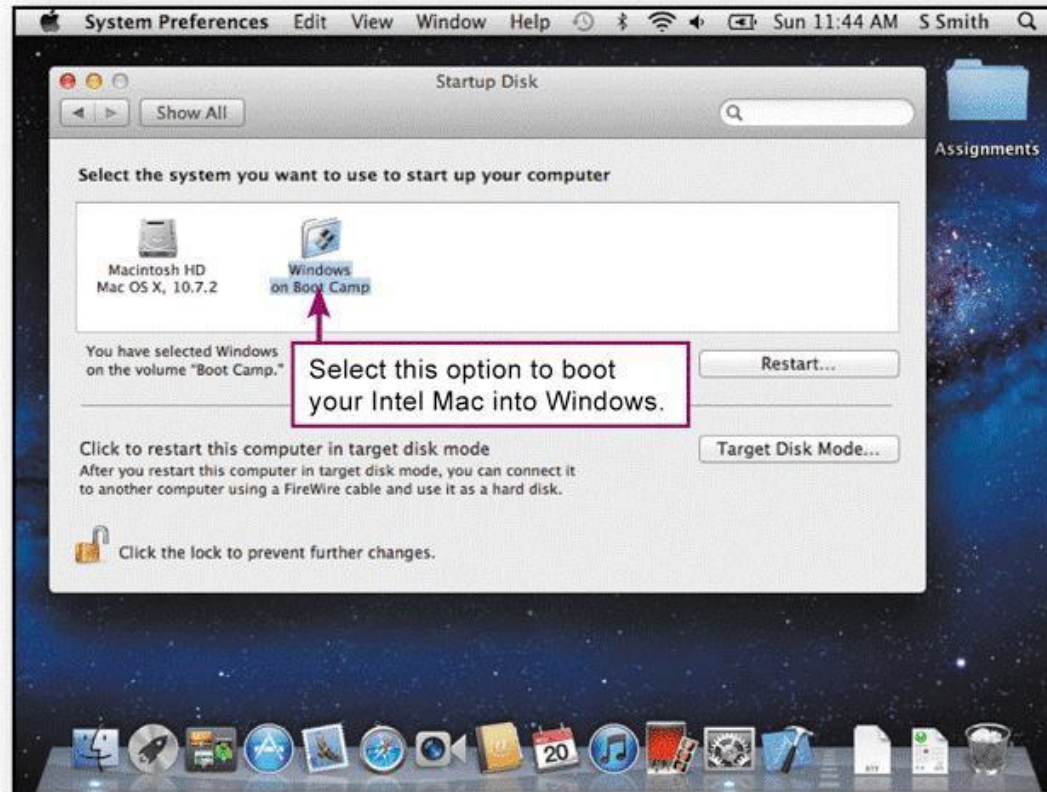 System Preferences Edit View Window Help Sun 11:44 AM S Smith
Startup Disk
Show All
Assignments
Select the system you want to use to start up your computer
Macintosh HD
Mac OS X, 10.7.2
Windows
on Boot Camp
You have selected Windows
on the volume "Boot Camp."
Select this option to boot
your Intel Mac into Windows.
Restart...
Click to restart this computer in target disk mode
After you restart this computer in target disk mode, you can connect it
to another computer using a FireWire cable and use it as a hard disk.
Target Disk Mode...
Click the lock to prevent further changes.
20